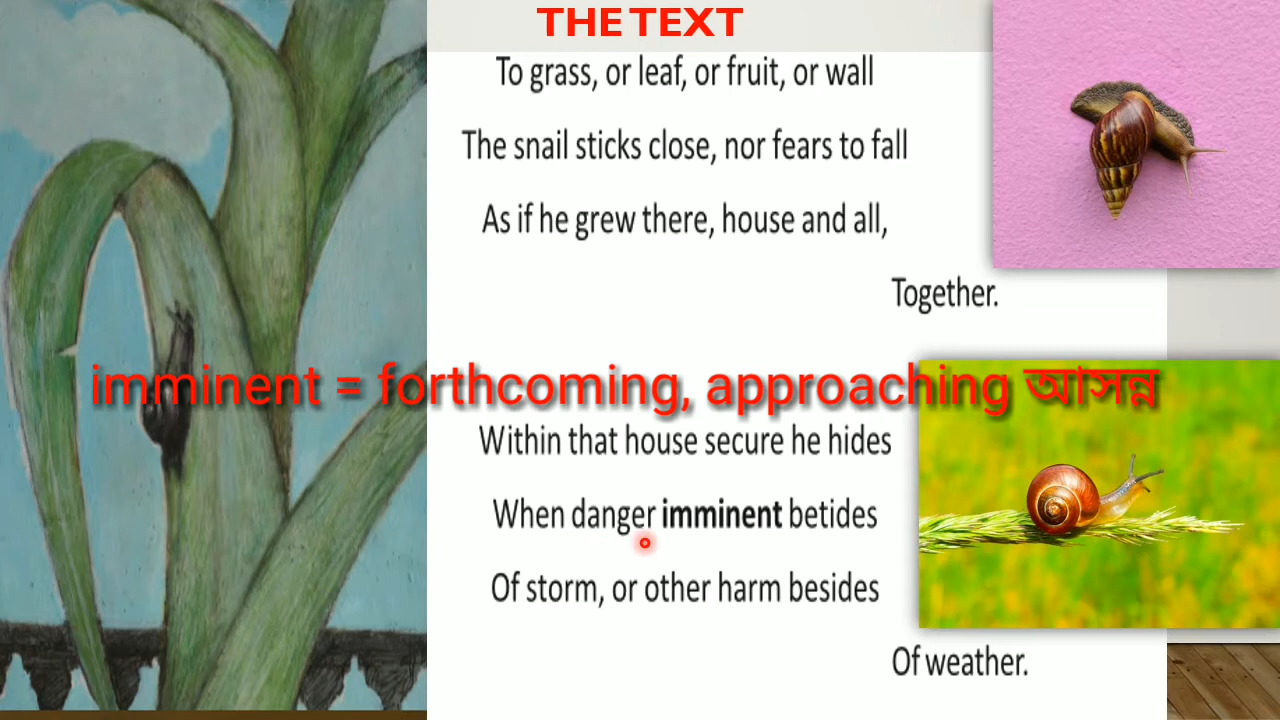 THE TEXT
To grass, or leaf, or fruit, or wall
The snail sticks close, nor fears to fall
As if he grew there, house and all,
Together.
imminent = forthcoming, approaching আসন্ন
Within that house secure he hides
When danger imminent betides
Of storm, or other harm besides
Of weather.